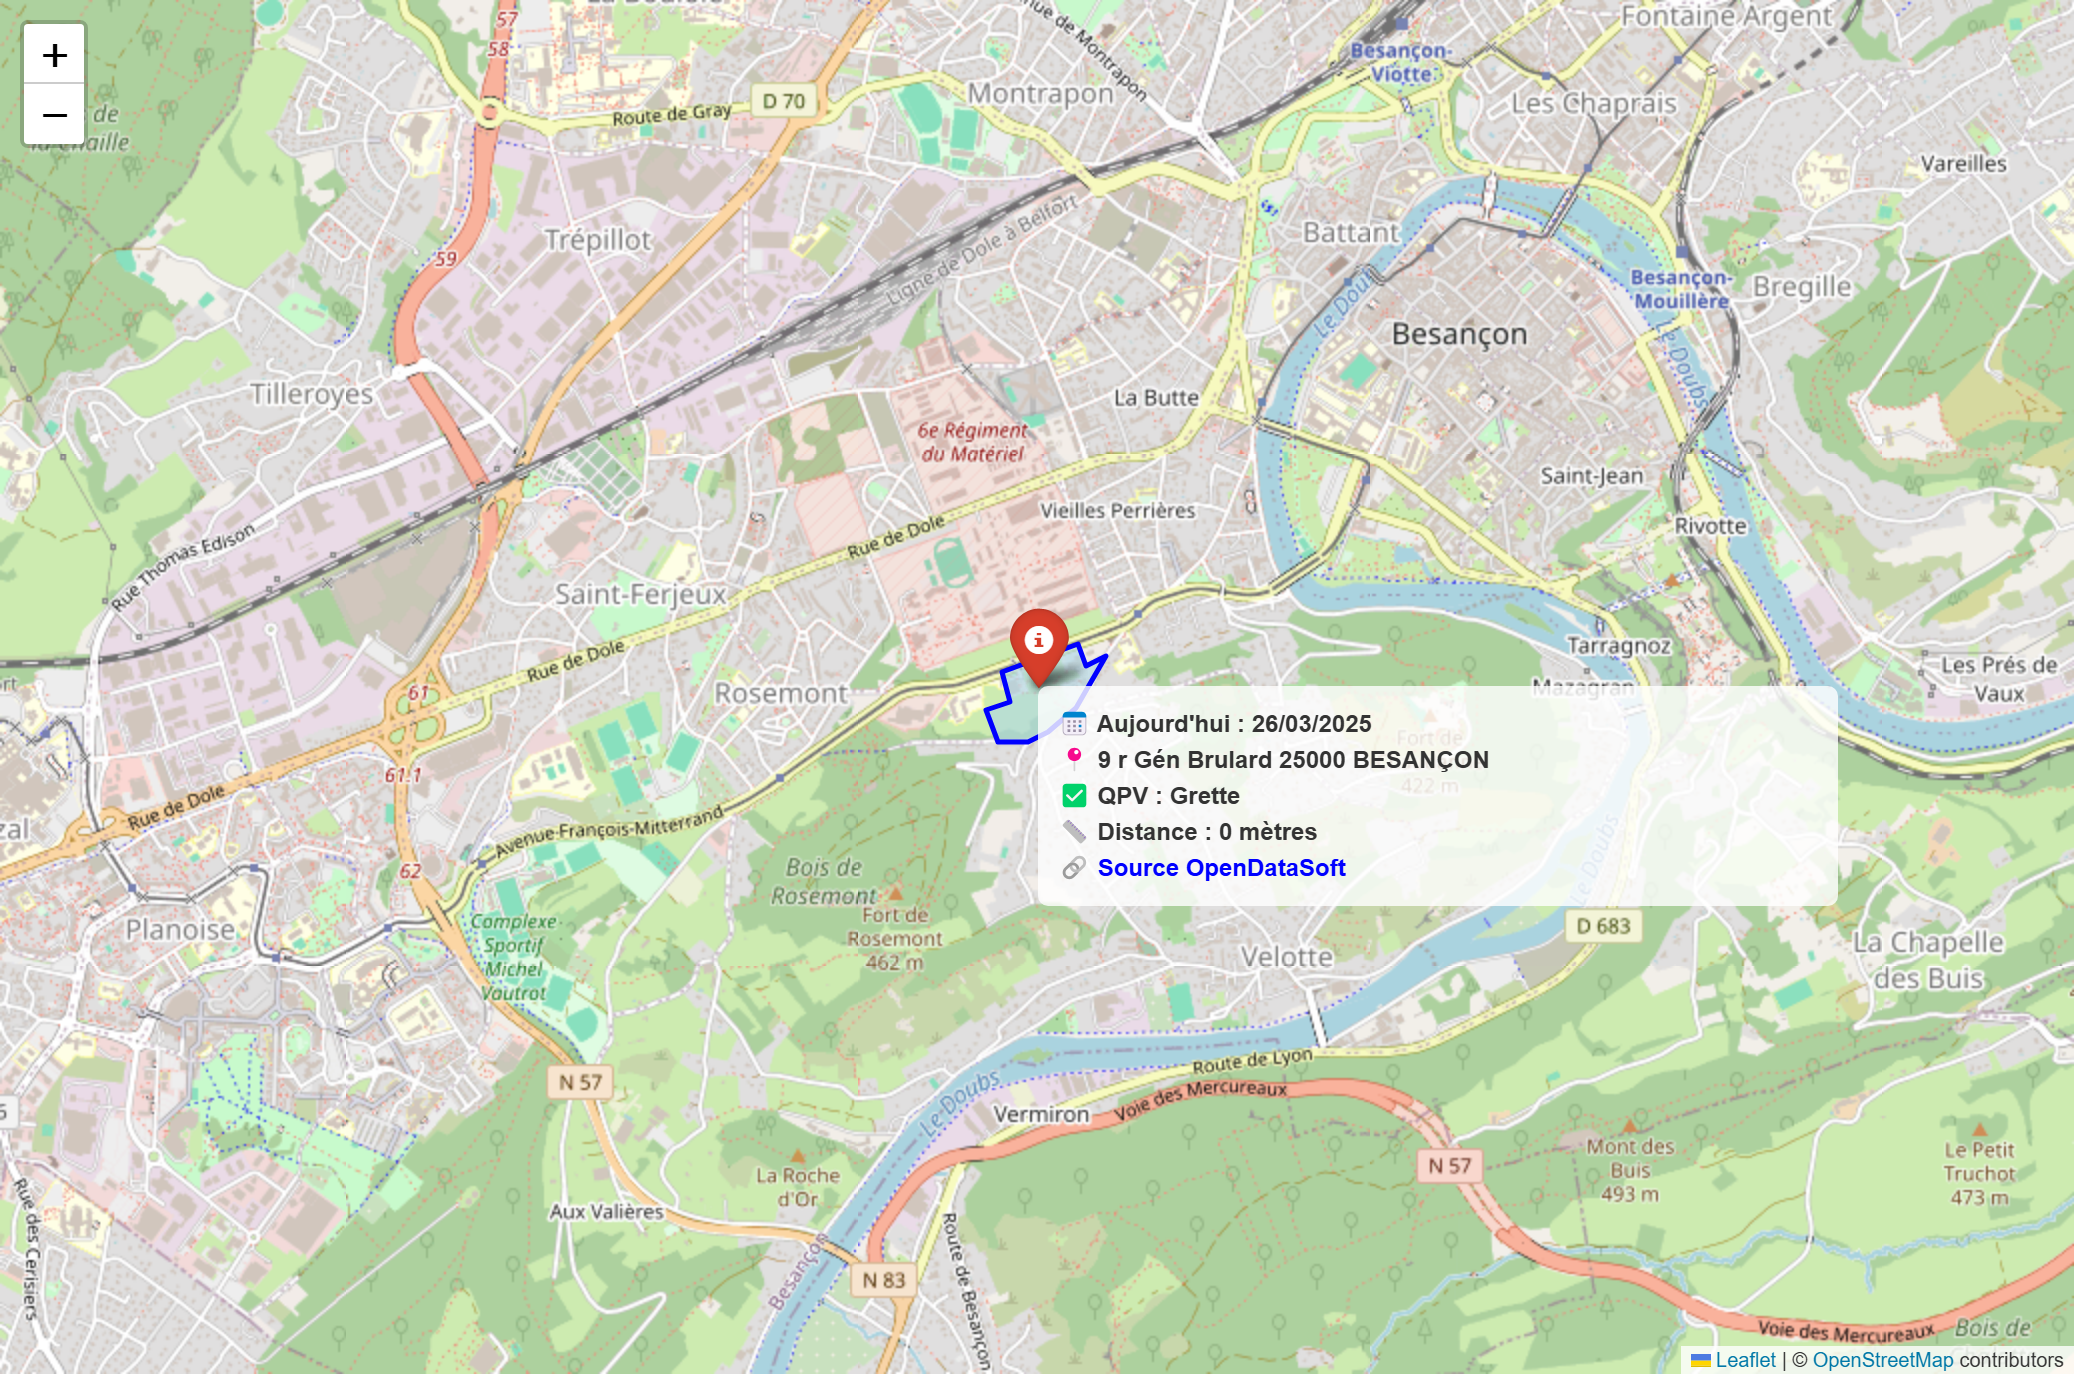 +
−
57
58
Fontaine Argent
Besançon-
Viotte
Montrapon
D 70
Route de Gray
Les Chaprais
Vareilles
Battant
Trépillot
59
Ligne de Dole à Belfort
Besançon-
Mouillère
Bregille
Le Doubs
Le Doubs
Besançon
Tilleroyes
La Butte
6e Régiment
du Matériel
Saint-Jean
Vieilles Perrières
Rivotte
Rue de Dole
Rue Thomas Edison
Saint-Ferjeux
Rue de Dole
Tarragnoz
Les Prés de
Vaux
Mazagran
Rosemont
61
61.1
Rue de Dole
Aujourd'hui : 26/03/2025
9 r Gén Brulard 25000 BESANÇON
QPV : Grette
Distance : 0 mètres
Source OpenDataSoft
Fort de
422 m
Le Doubs
Avenue François Mitterrand
62
Bois de
Rosemont
Fort de
Rosemont
462 m
Planoise
Complexe
Sportif
Michel
Vautrot
D 683
Velotte
La Chapelle
des Buis
Route de Lyon
N 57
Le Doubs
Vermiron
Voie des Mercureaux
Mont des
Buis
493 m
N 57
Le Petit
Truchot
473 m
La Roche
d'Or
Aux Valières
Rue des Cerisiers
Besançon
N 83
Route de Besançon
Voie des Mercureaux
Bois de
Leaflet | © OpenStreetMap contributors